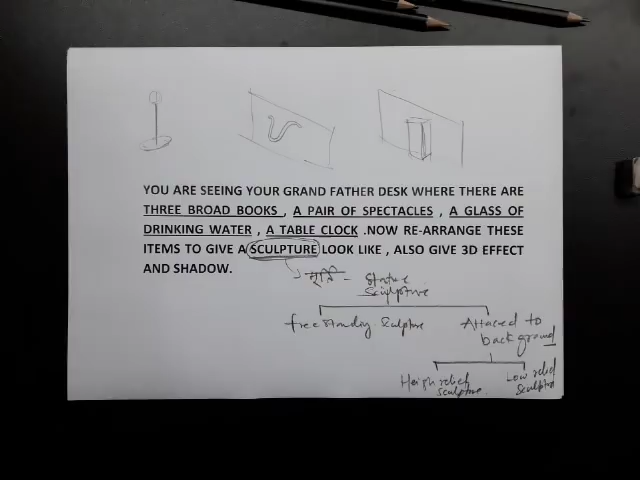 YOU ARE SEEING YOUR GRAND FATHER DESK WHERE THERE ARE
THREE BROAD BOOKS , A PAIR OF SPECTACLES , A GLASS OF
DRINKING WATER , A TABLE CLOCK .NOW RE-ARRANGE THESE
ITEMS TO GIVE A SCULPTURE LOOK LIKE , ALSO GIVE 3D EFFECT
AND SHADOW.
मूर्ति - Statue
Sculpture
free standing sculpture
Attaced to
background
Heigh relief
sculpture
Low relief
sculpture